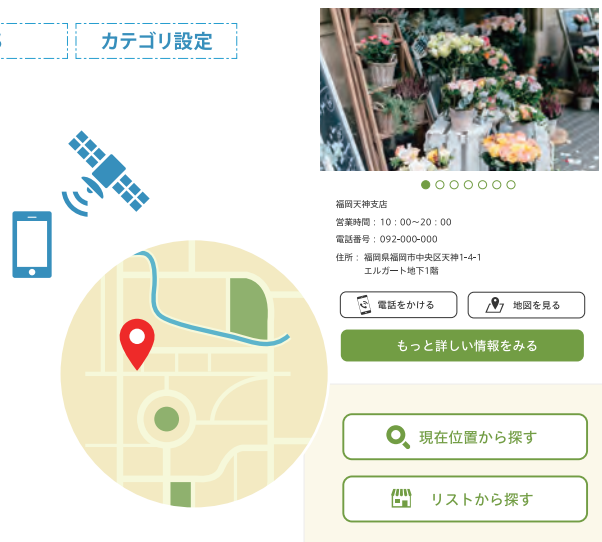 カテゴリ設定
福岡天神支店
営業時間： 10：00～20：00
電話番号： 092-000-000
住所： 福岡県福岡市中央区天神1-4-1
エルガート地下1階
電話をかける
地図を見る
もっと詳しい情報をみる
現在位置から探す
リストから探す